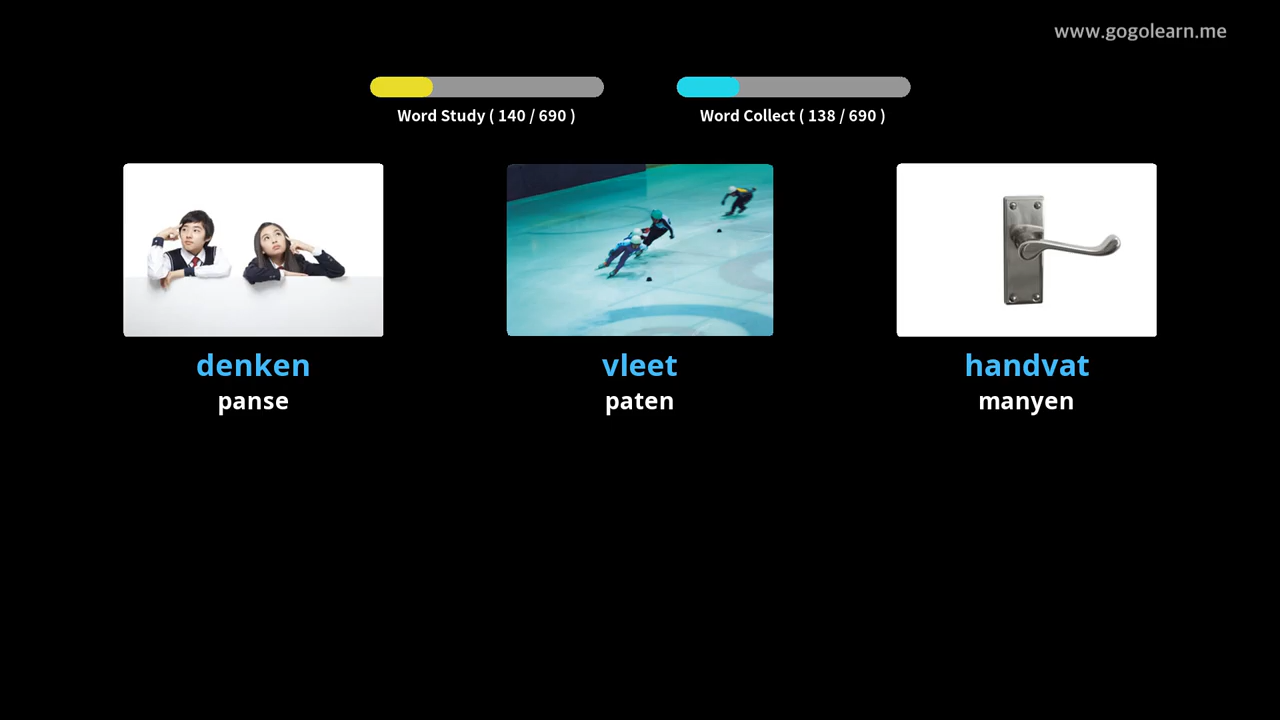 www.gogolearn.me
Word Study ( 140 / 690 )
Word Collect ( 138 / 690 )
denken
panse
vleet
paten
handvat
manyen